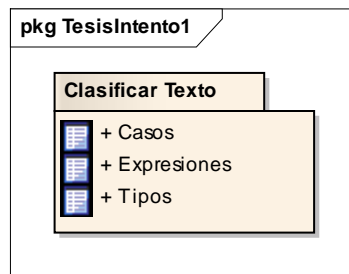 pkg TesisIntento1
Clasificar Texto
+ Casos
+ Expresiones
+ Tipos